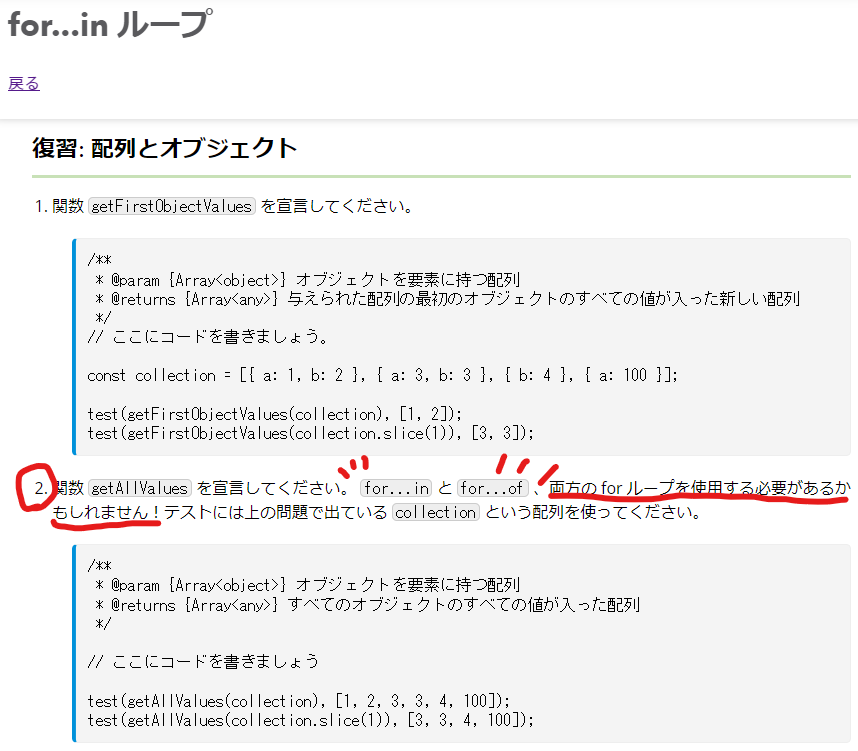 for...in ループ
戻る
復習: 配列とオブジェクト
1. 関数 getFirstObjectValues を宣言してください。
/**
 * @param {Array<object>} オブジェクトを要素に持つ配列
 * @returns {Array<any>} 与えられた配列の最初のオブジェクトのすべての値が入った新しい配列
 */
// ここにコードを書きましょう。
const collection = [{ a: 1, b: 2 }, { a: 3, b: 3 }, { b: 4 }, { a: 100 }];
test(getFirstObjectValues(collection), [1, 2]);
test(getFirstObjectValues(collection.slice(1)), [3, 3]);
2. 関数 getAllValues を宣言してください。 for...in と for...of 、両方の for ループを使用する必要があるか
もしれません！テストには上の問題で出ている collection という配列を使ってください。
/**
 * @param {Array<object>} オブジェクトを要素に持つ配列
 * @returns {Array<any>} すべてのオブジェクトのすべての値が入った配列
 */
// ここにコードを書きましょう
test(getAllValues(collection), [1, 2, 3, 3, 4, 100]);
test(getAllValues(collection.slice(1)), [3, 3, 4, 100]);